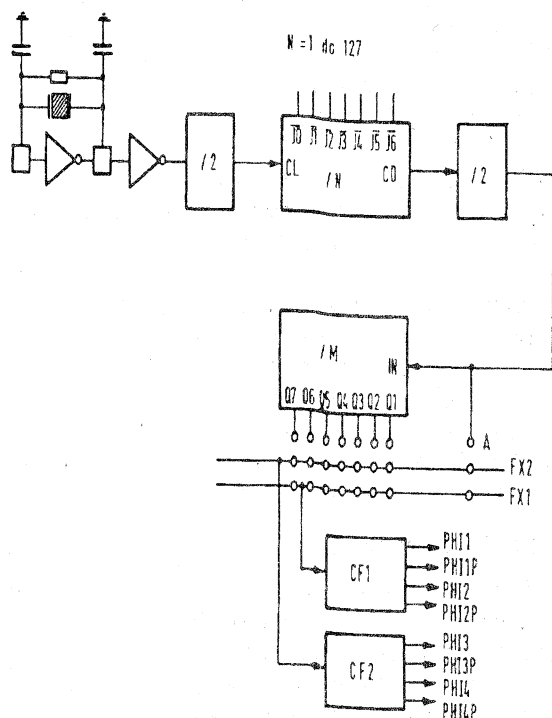 N = 1 do 127
J0 J1 J2 J3 J4 J5 J6
/2
CL /N CO
/2
/M IN
Q7 Q6 Q5 Q4 Q3 Q2 Q1
A
FX2
FX1
CF1
PHI1
PHI1P
PHI2
PHI2P
CF2
PHI3
PHI3P
PHI4
PHI4P